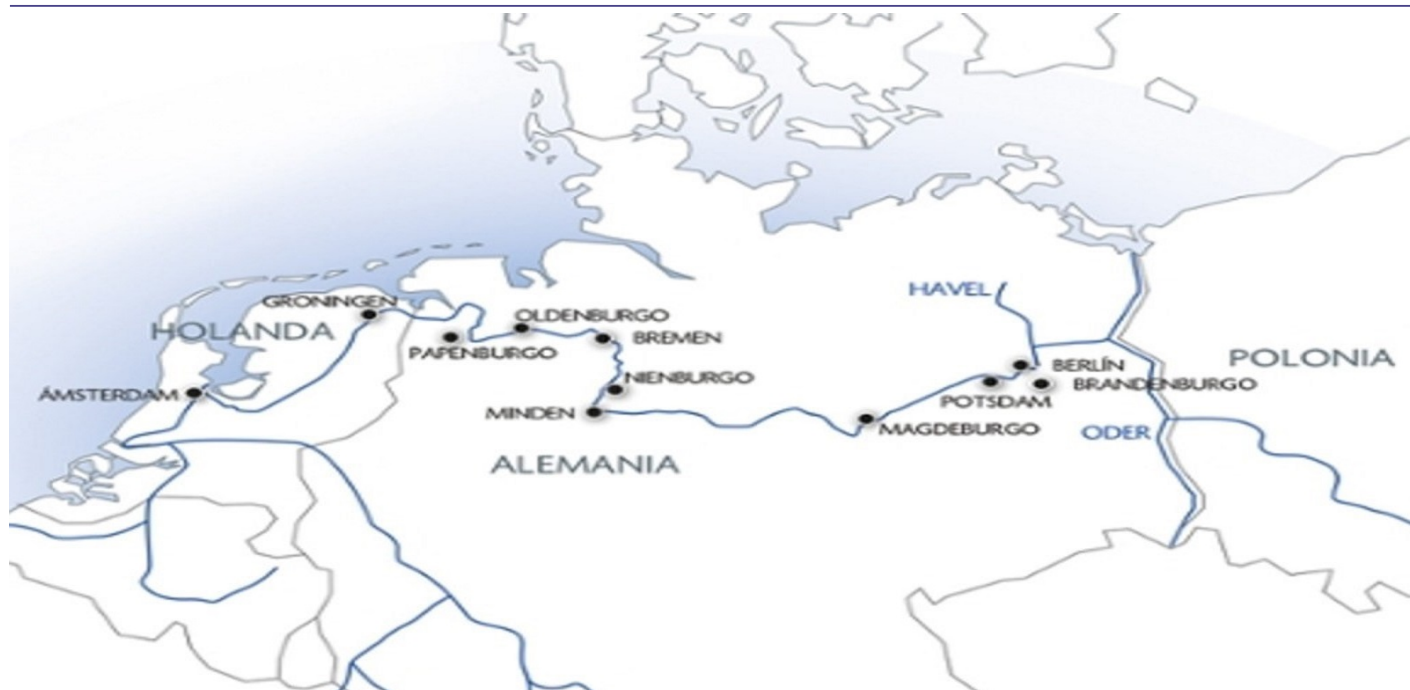 HAVEL
GRONINGEN
HOLANDA
OLDENBURGO
BREMEN
PAPENBURGO
POLONIA
BERLÍN
NIENBURGO
BRANDENBURGO
ÁMSTERDAM
POTSDAM
MINDEN
MAGDEBURGO
ODER
ALEMANIA